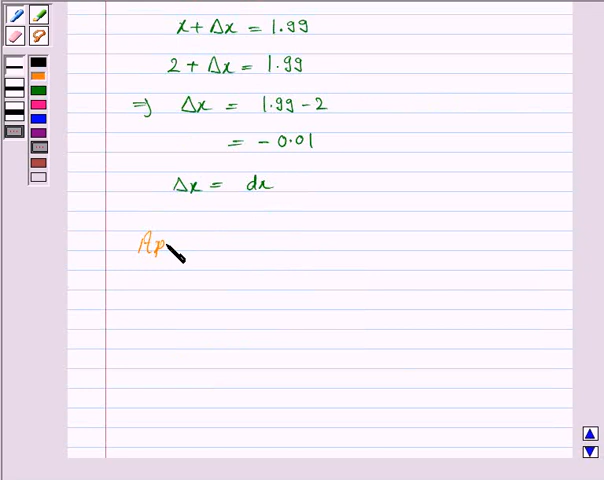 x + Δx = 1.99
2 + Δx = 1.99
⇒ Δx = 1.99 - 2
= - 0.01
Δx = dx
Ap